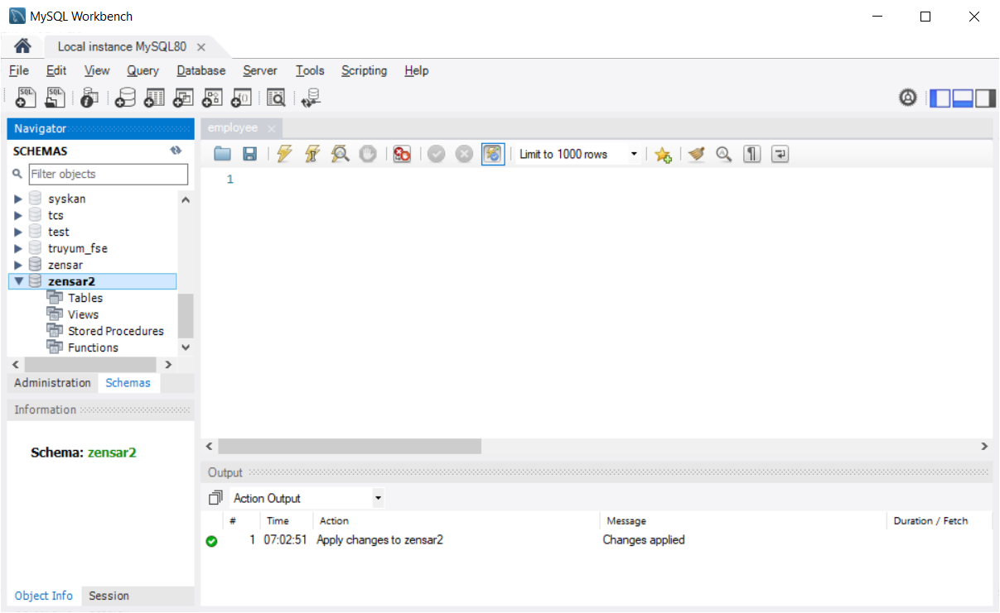 MySQL Workbench
Local instance MySQL80
File Edit View Query Database Server Tools Scripting Help
SQL SQL
Navigator
SCHEMAS
Filter objects
syskan
tcs
test
truyum_fse
zensar
zensar2
Tables
Views
Stored Procedures
Functions
Administration Schemas
Information
Schema: zensar2
Object Info Session
employee
Limit to 1000 rows
1
Output
Action Output
# Time Action Message Duration / Fetch
1 07:02:51 Apply changes to zensar2 Changes applied